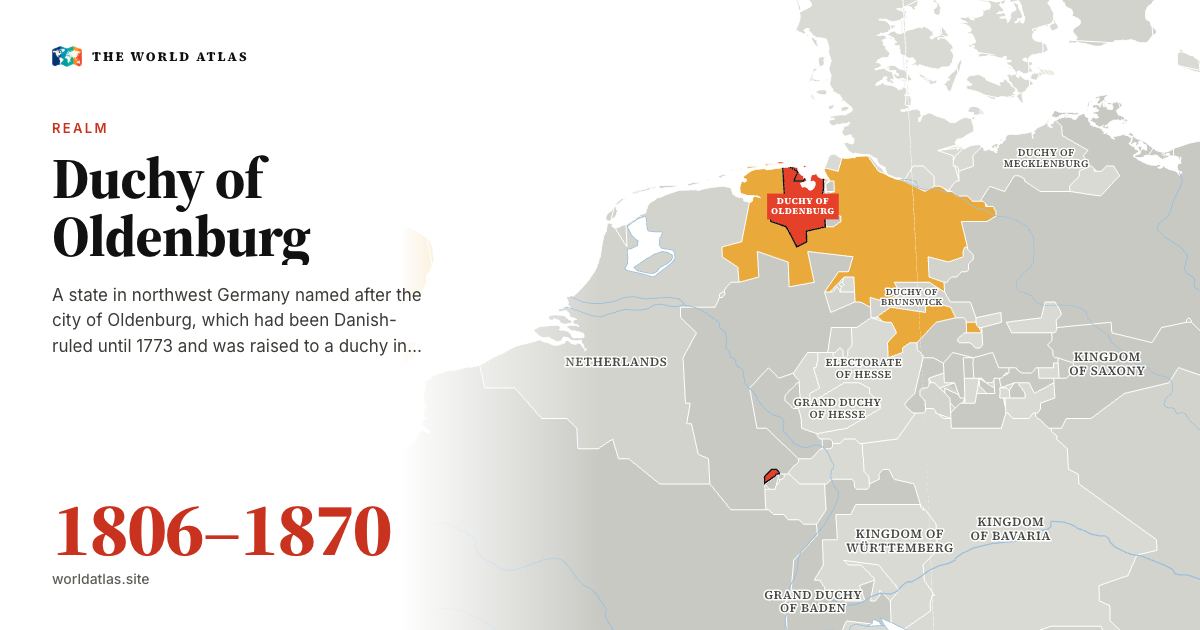 THE WORLD ATLAS
REALM
Duchy of
Oldenburg
A state in northwest Germany named after the
city of Oldenburg, which had been Danish-
ruled until 1773 and was raised to a duchy in...
1806–1870
worldatlas.site
DUCHY OF
MECKLENBURG
DUCHY OF
OLDENBURG
DUCHY OF
BRUNSWICK
NETHERLANDS
ELECTORATE
OF HESSE
KINGDOM
OF SAXONY
GRAND DUCHY
OF HESSE
KINGDOM OF
WÜRTTEMBERG
KINGDOM
OF BAVARIA
GRAND DUCHY
OF BADEN